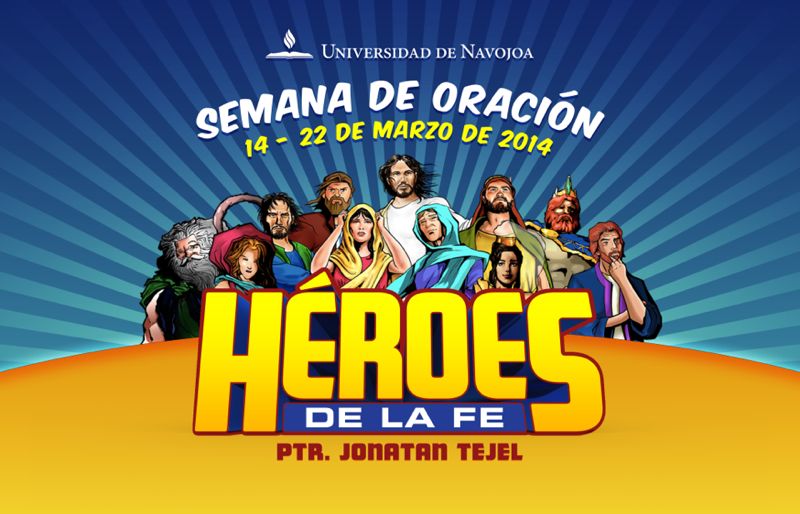 UNIVERSIDAD DE NAVOJOA
SEMANA DE ORACIÓN
14 - 22 DE MARZO DE 2014
HÉROES
DE LA FE
PTR. JONATAN TEJEL